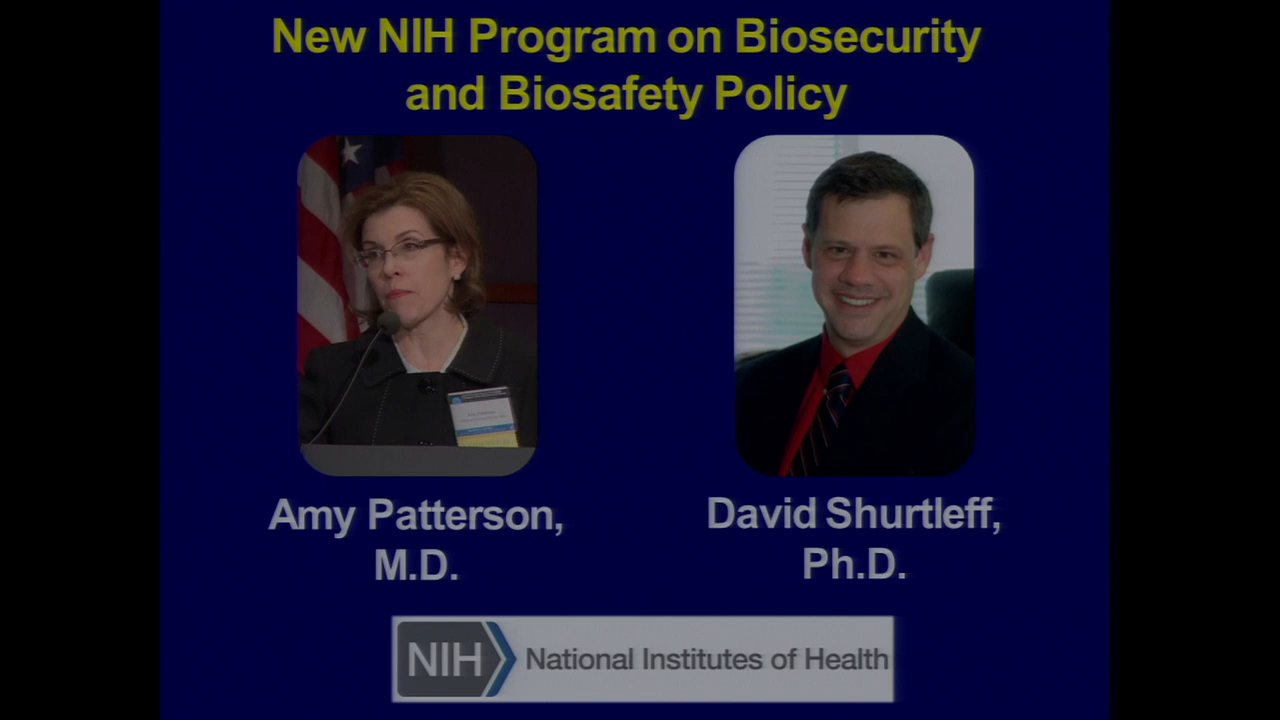 New NIH Program on Biosecurity
and Biosafety Policy
Amy Patterson,
M.D.
David Shurtleff,
Ph.D.
NIH National Institutes of Health